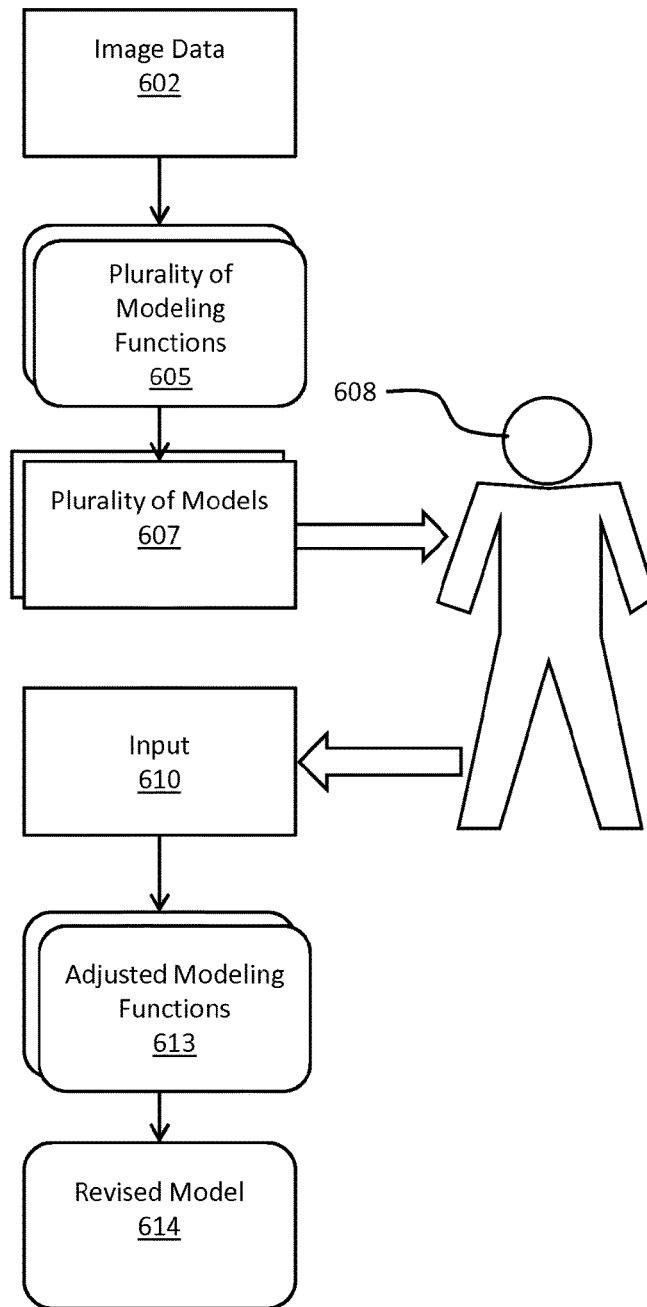 Image Data
602
Plurality of
Modeling
Functions
605
608
Plurality of Models
607
Input
610
Adjusted Modeling
Functions
613
Revised Model
614